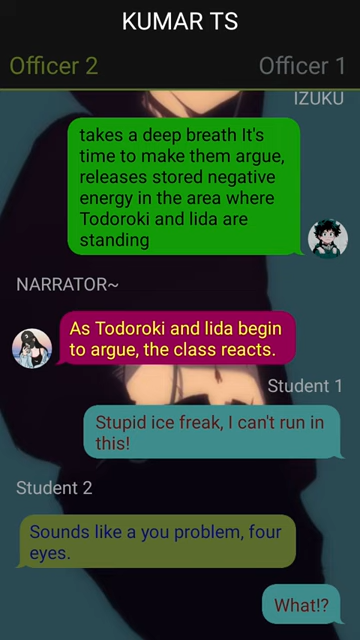 KUMAR TS
Officer 2
Officer 1
IZUKU
takes a deep breath It's
time to make them argue,
releases stored negative
energy in the area where
Todoroki and Iida are
standing
NARRATOR~
As Todoroki and Iida begin
to argue, the class reacts.
Student 1
Stupid ice freak, I can't run in
this!
Student 2
Sounds like a you problem, four
eyes.
What!?